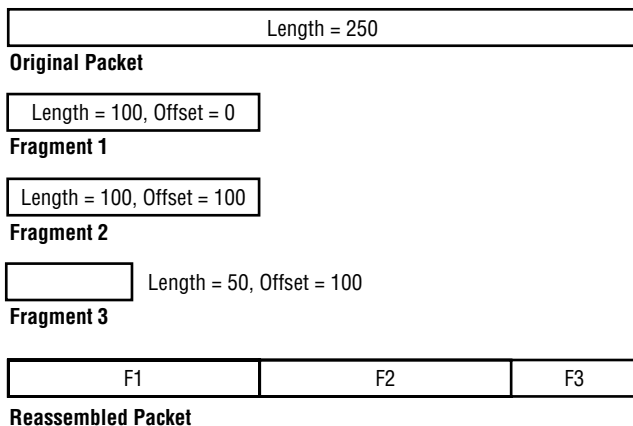 Length = 250
Original Packet
Length = 100, Offset = 0
Fragment 1
Length = 100, Offset = 100
Fragment 2
Length = 50, Offset = 100
Fragment 3
F1 F2 F3
Reassembled Packet